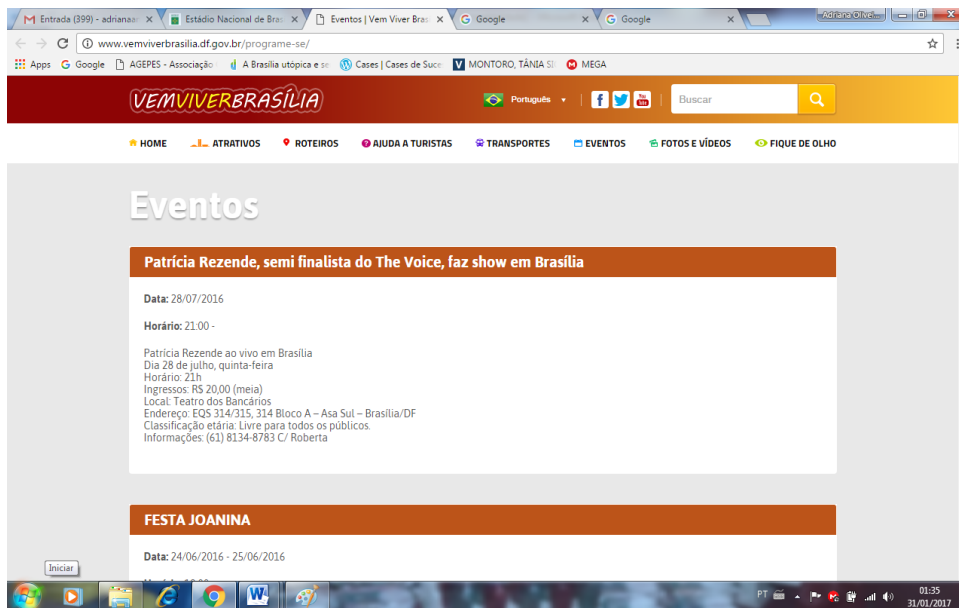 Entrada (399) - adrianaa
Estádio Nacional de Bras
Eventos | Vem Viver Bras
Google
Google
Adriana Olivei
www.vemviverbrasilia.df.gov.br/programe-se/
Apps Google AGEPES - Associação A Brasília utópica e se Cases | Cases de Suce MONTORO, TÂNIA SI MEGA
VEMVIVERBRASÍLIA
Português
You Tube
Buscar
HOME ATRATIVOS ROTEIROS AJUDA A TURISTAS TRANSPORTES EVENTOS FOTOS E VÍDEOS FIQUE DE OLHO
Eventos
Patrícia Rezende, semi finalista do The Voice, faz show em Brasília
Data: 28/07/2016
Horário: 21:00 -
Patrícia Rezende ao vivo em Brasília
Dia 28 de julho, quinta-feira
Horário: 21h
Ingressos: R$ 20,00 (meia)
Local: Teatro dos Bancários
Endereço: EQS 314/315, 314 Bloco A – Asa Sul – Brasília/DF
Classificação etária: Livre para todos os públicos.
Informações: (61) 8134-8783 C/ Roberta
FESTA JOANINA
Data: 24/06/2016 - 25/06/2016
Iniciar
PT
01:35
31/01/2017